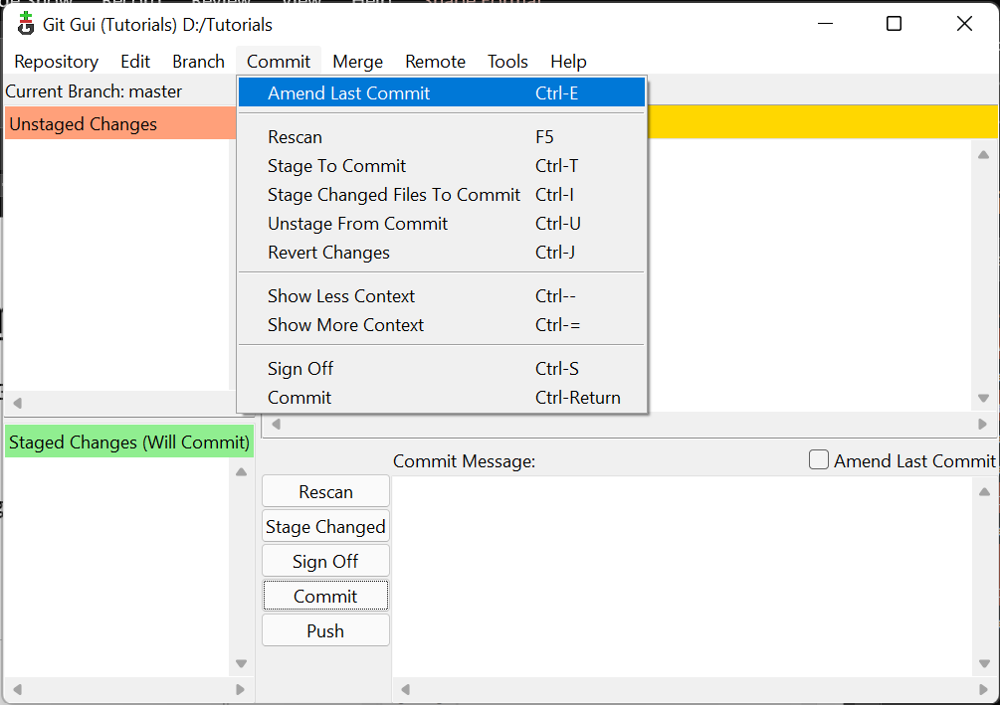 Git Gui (Tutorials) D:/Tutorials
Repository Edit Branch Commit Merge Remote Tools Help
Current Branch: master
Amend Last Commit Ctrl-E
Unstaged Changes
Rescan F5
Stage To Commit Ctrl-T
Stage Changed Files To Commit Ctrl-I
Unstage From Commit Ctrl-U
Revert Changes Ctrl-J
Show Less Context Ctrl--
Show More Context Ctrl-=
Sign Off Ctrl-S
Commit Ctrl-Return
Staged Changes (Will Commit)
Commit Message: Amend Last Commit
Rescan
Stage Changed
Sign Off
Commit
Push